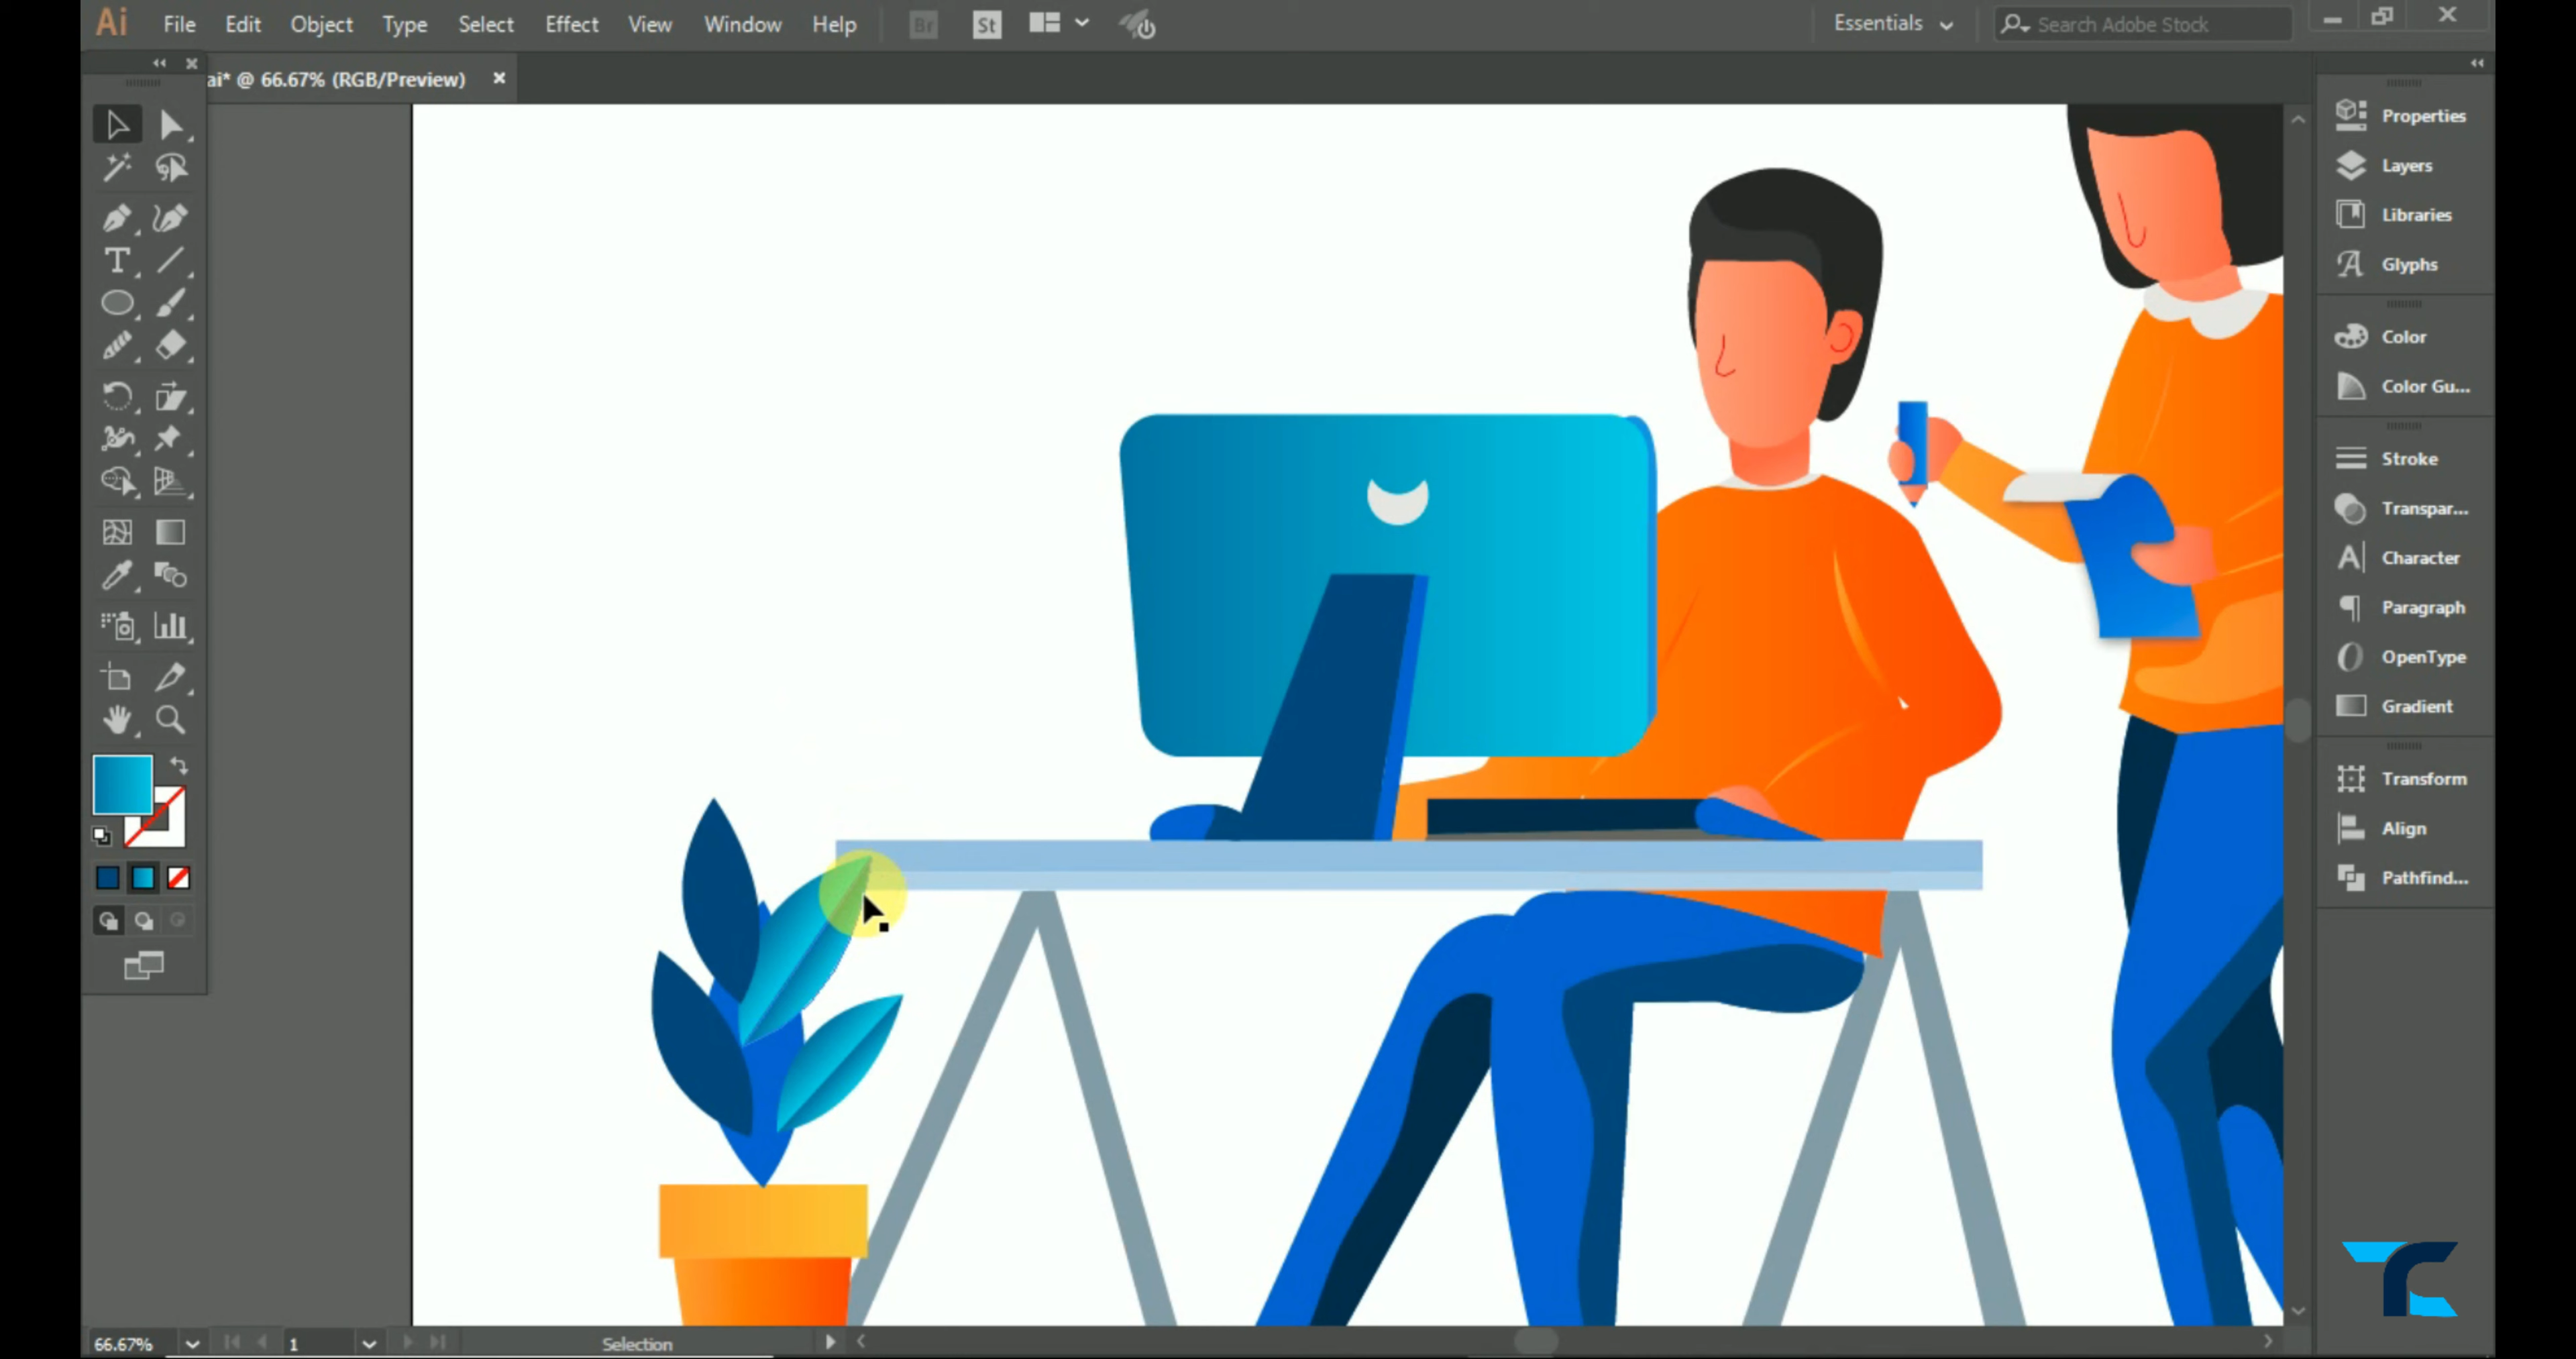 Ai File Edit Object Type Select Effect View Window Help Br St Essentials Search Adobe Stock
ai* @ 66.67% (RGB/Preview)
Properties
Layers
Libraries
Glyphs
Color
Color Gu...
Stroke
Transpar...
Character
Paragraph
OpenType
Gradient
Transform
Align
Pathfind...
TC
66.67% 1 Selection